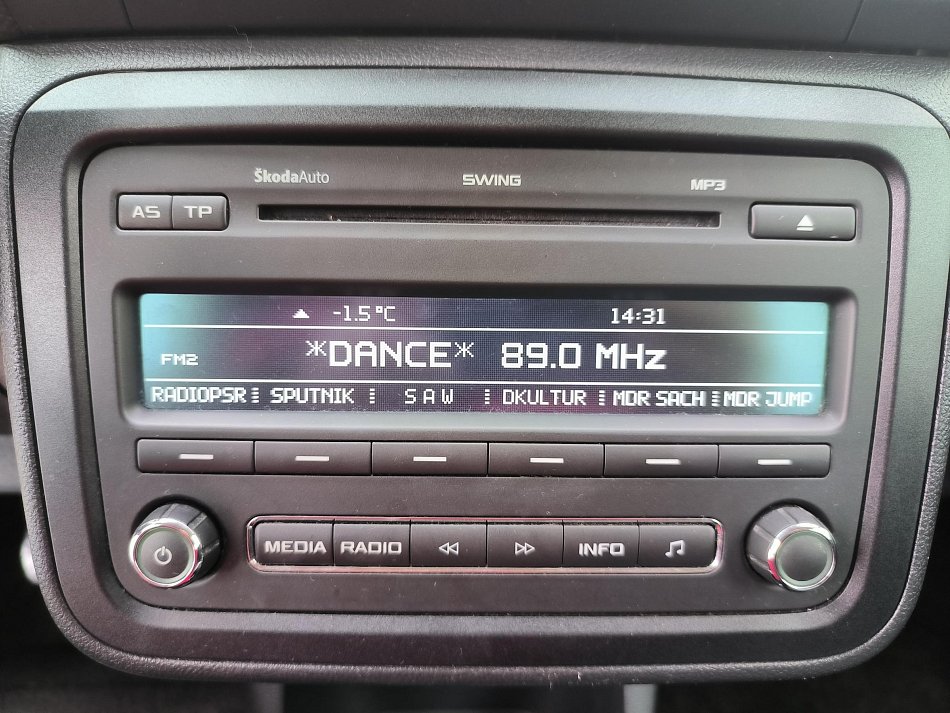 ŠkodaAuto SWING MP3
AS TP
-1.5°C 14:31
FM2 *DANCE* 89.0 MHz
RADIOPSR SPUTNIK S A W DKULTUR MDR SACH MDR JUMP
MEDIA RADIO INFO